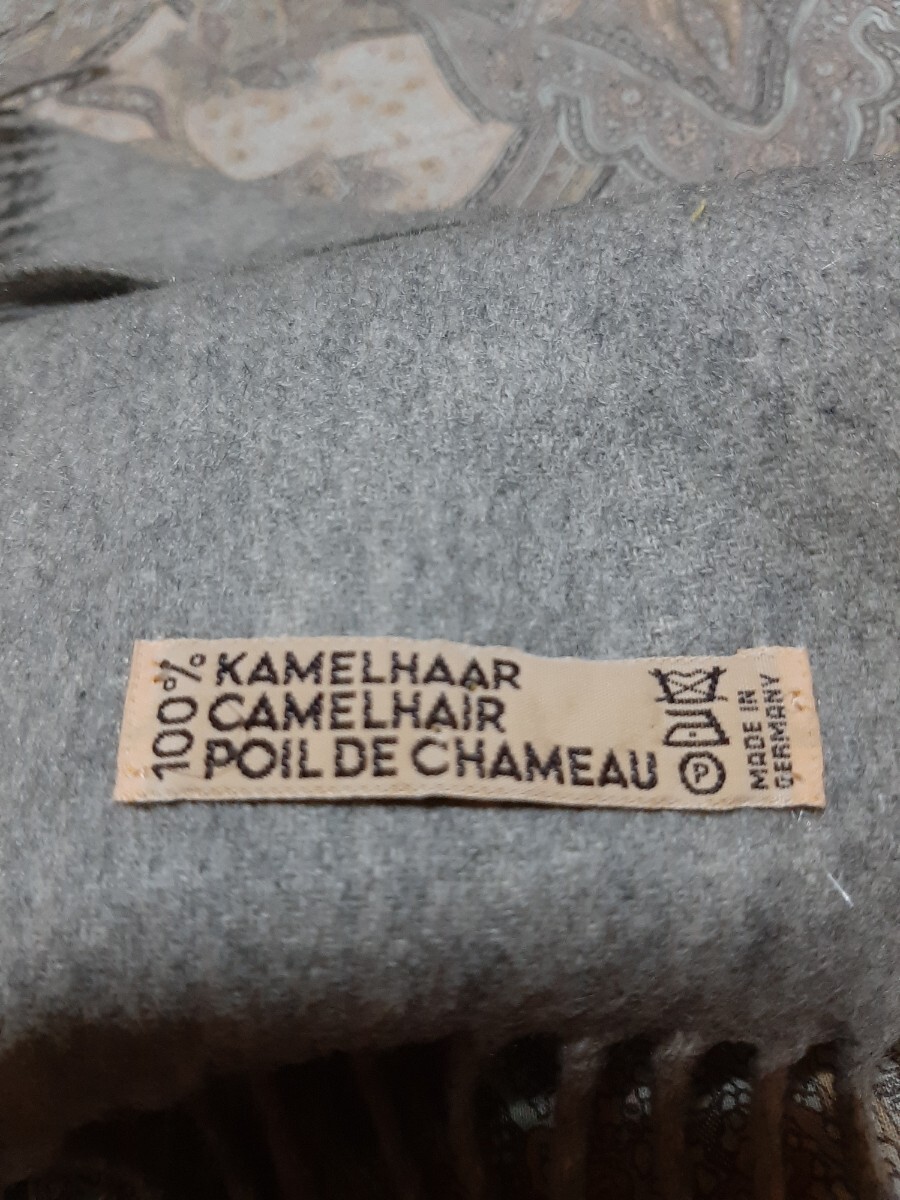 100%
KAMELHAAR
CAMELHAIR
POIL DE CHAMEAU
P
MADE IN
GERMANY